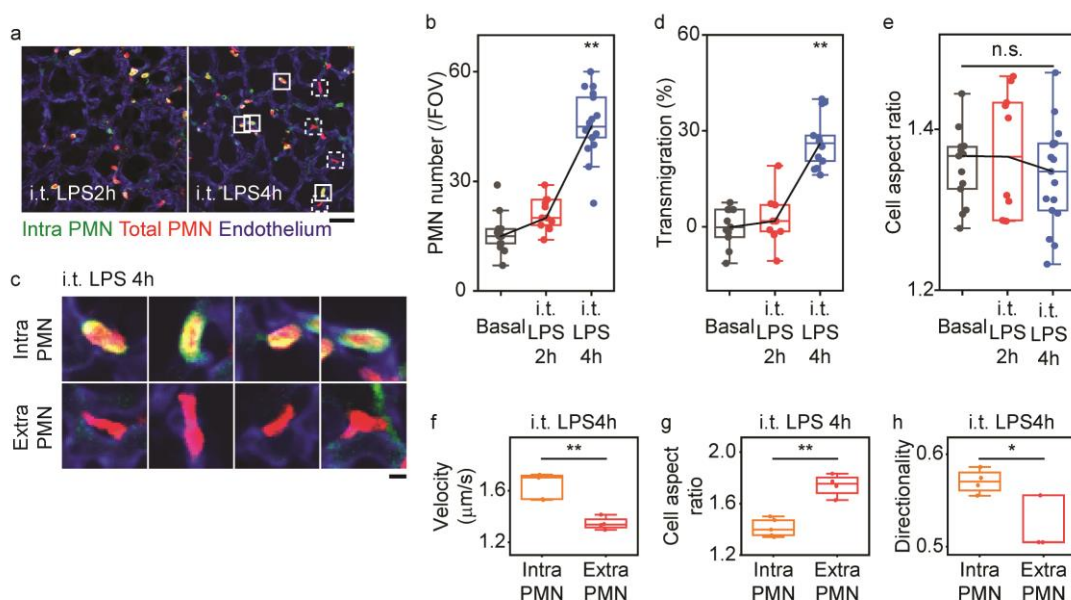 a
i.t. LPS2h
i.t. LPS4h
Intra PMN Total PMN Endothelium
b
**
PMN number (/FOV)
60
30
0
Basal
i.t.
LPS
2h
i.t.
LPS
4h
d
**
Transmigration (%)
60
30
0
Basal
i.t.
LPS
2h
i.t.
LPS
4h
e
n.s.
Cell aspect ratio
1.4
1.2
Basal
i.t.
LPS
2h
i.t.
LPS
4h
c
i.t. LPS 4h
Intra
PMN
Extra
PMN
f
i.t. LPS4h
**
Velocity
(μm/s)
1.6
1.2
Intra
PMN
Extra
PMN
g
i.t. LPS4h
**
Cell aspect
ratio
2.0
1.6
1.2
Intra
PMN
Extra
PMN
h
i.t. LPS4h
*
Directionality
0.6
0.5
Intra
PMN
Extra
PMN